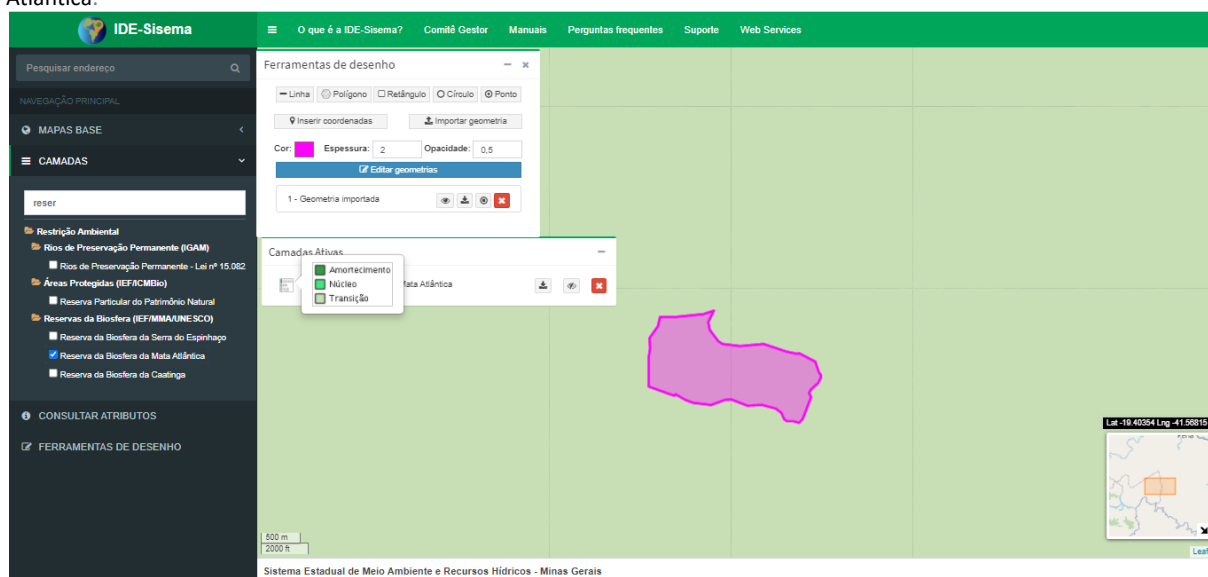 Atlântica.
IDE-Sisema
O que é a IDE-Sisema? Comitê Gestor Manuais Perguntas frequentes Suporte Web Services
Pesquisar endereço
NAVEGAÇÃO PRINCIPAL
MAPAS BASE
CAMADAS
reser
Restrição Ambiental
Rios de Preservação Permanente (IGAM)
Rios de Preservação Permanente - Lei nº 15.082
Áreas Protegidas (IEF/ICMBio)
Reserva Particular do Patrimônio Natural
Reservas da Biosfera (IEF/MMA/UNESCO)
Reserva da Biosfera da Serra do Espinhaço
Reserva da Biosfera da Mata Atlântica
Reserva da Biosfera da Caatinga
CONSULTAR ATRIBUTOS
FERRAMENTAS DE DESENHO
Ferramentas de desenho
Linha Polígono Retângulo Círculo Ponto
Inserir coordenadas Importar geometria
Cor: Espessura: 2 Opacidade: 0,5
Editar geometrias
1 - Geometria importada
Camadas Ativas
Amortecimento
Núcleo
Transição
Mata Atlântica
Lat -19.40354 Lng -41.56815
500 m
2000 ft
Leaf
Sistema Estadual de Meio Ambiente e Recursos Hídricos - Minas Gerais